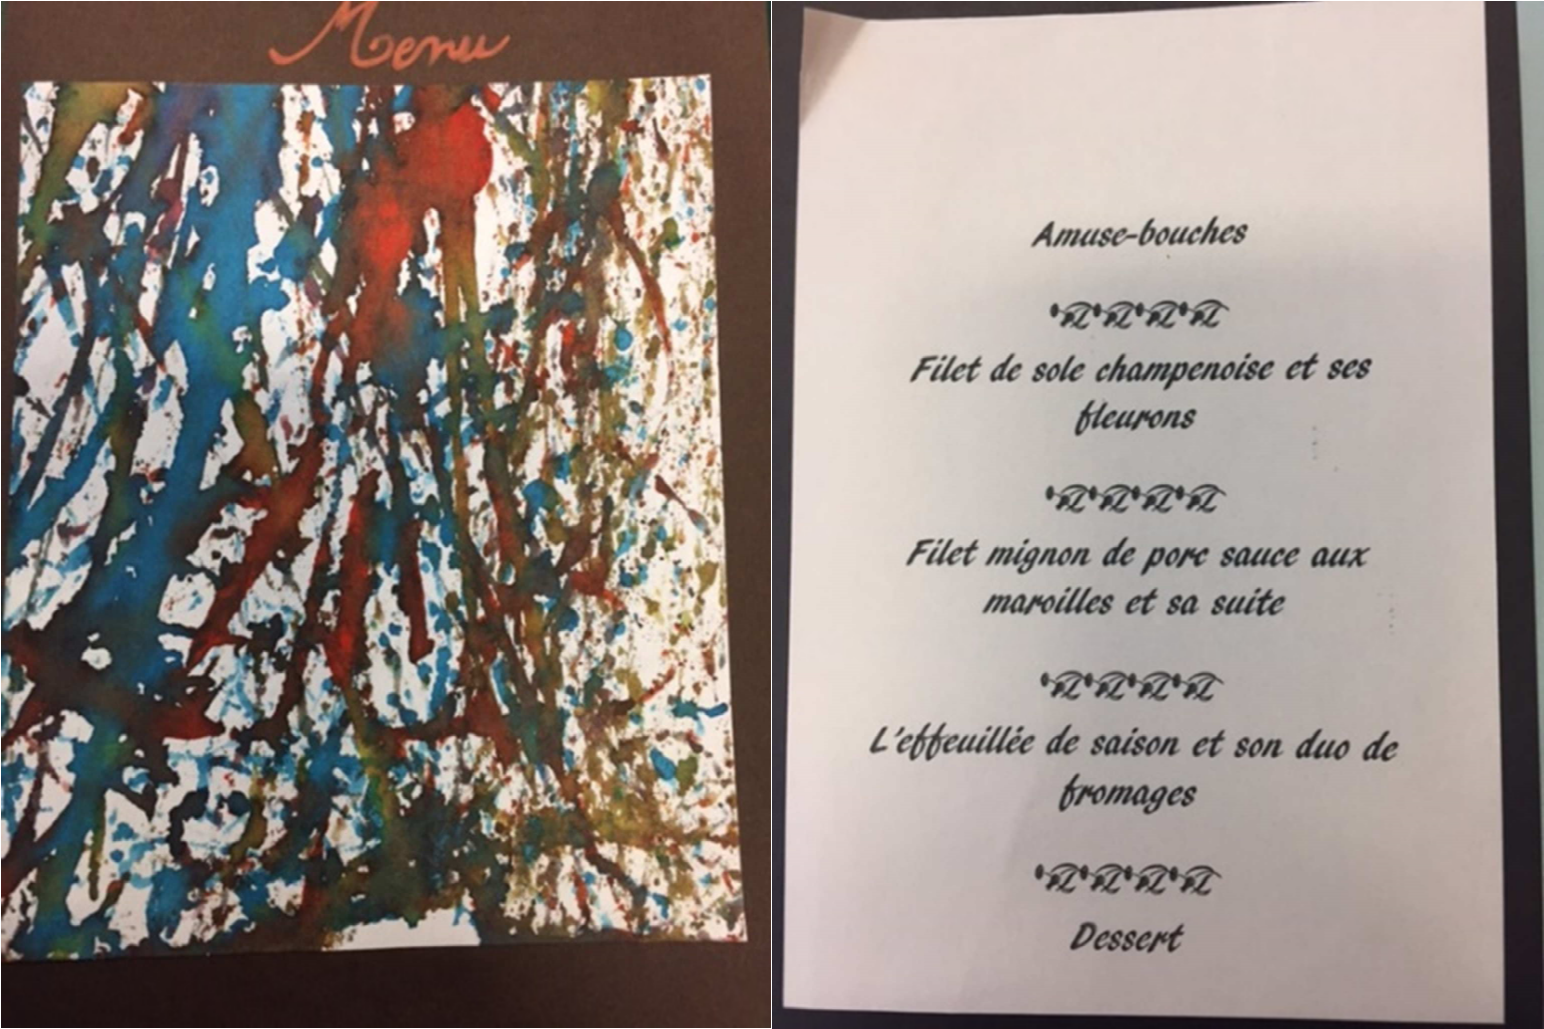 Menu
Amuse-bouches
Filet de sole champenoise et ses
fleurons
Filet mignon de porc sauce aux
maroilles et sa suite
L'effeuillée de saison et son duo de
fromages
Dessert